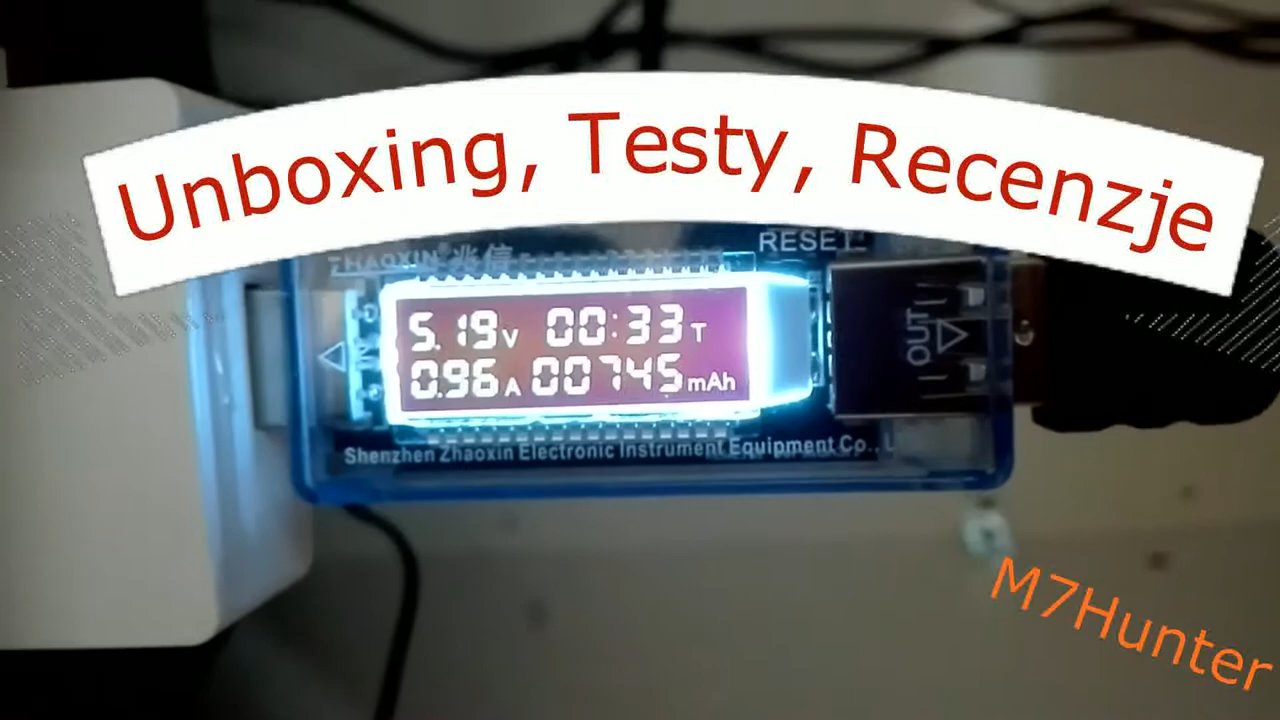 Unboxing, Testy, Recenzje
RESET
ZHAOXIN® 兆信
5.19V 00:33T
0.96A 00745mAh
OUT
Shenzhen Zhaoxin Electronic Instrument Equipment Co.,
M7Hunter